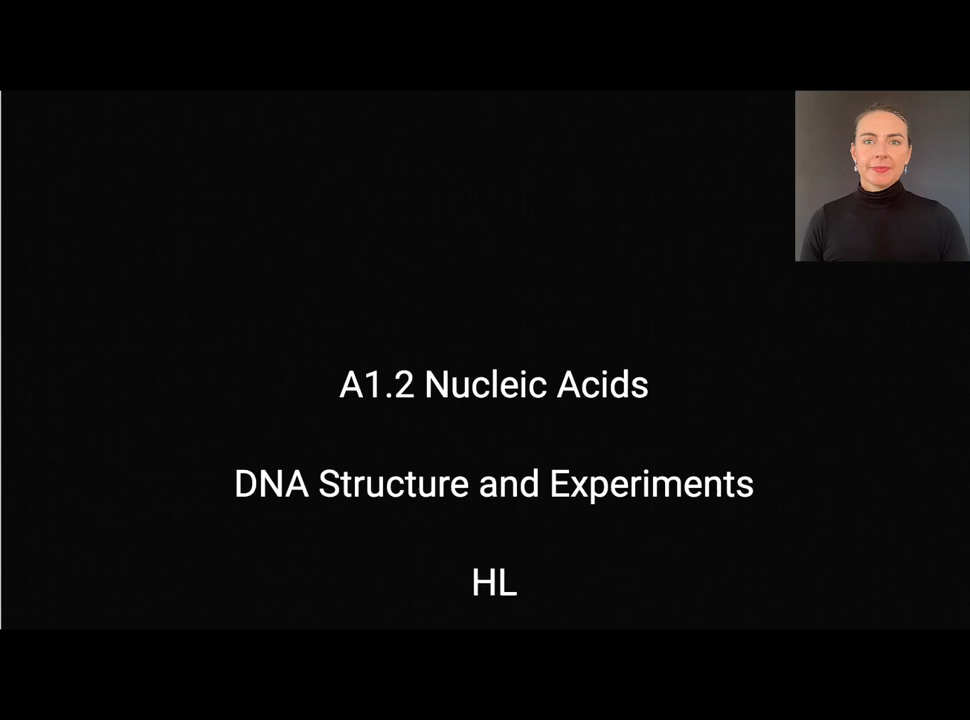 A1.2 Nucleic Acids
DNA Structure and Experiments
HL